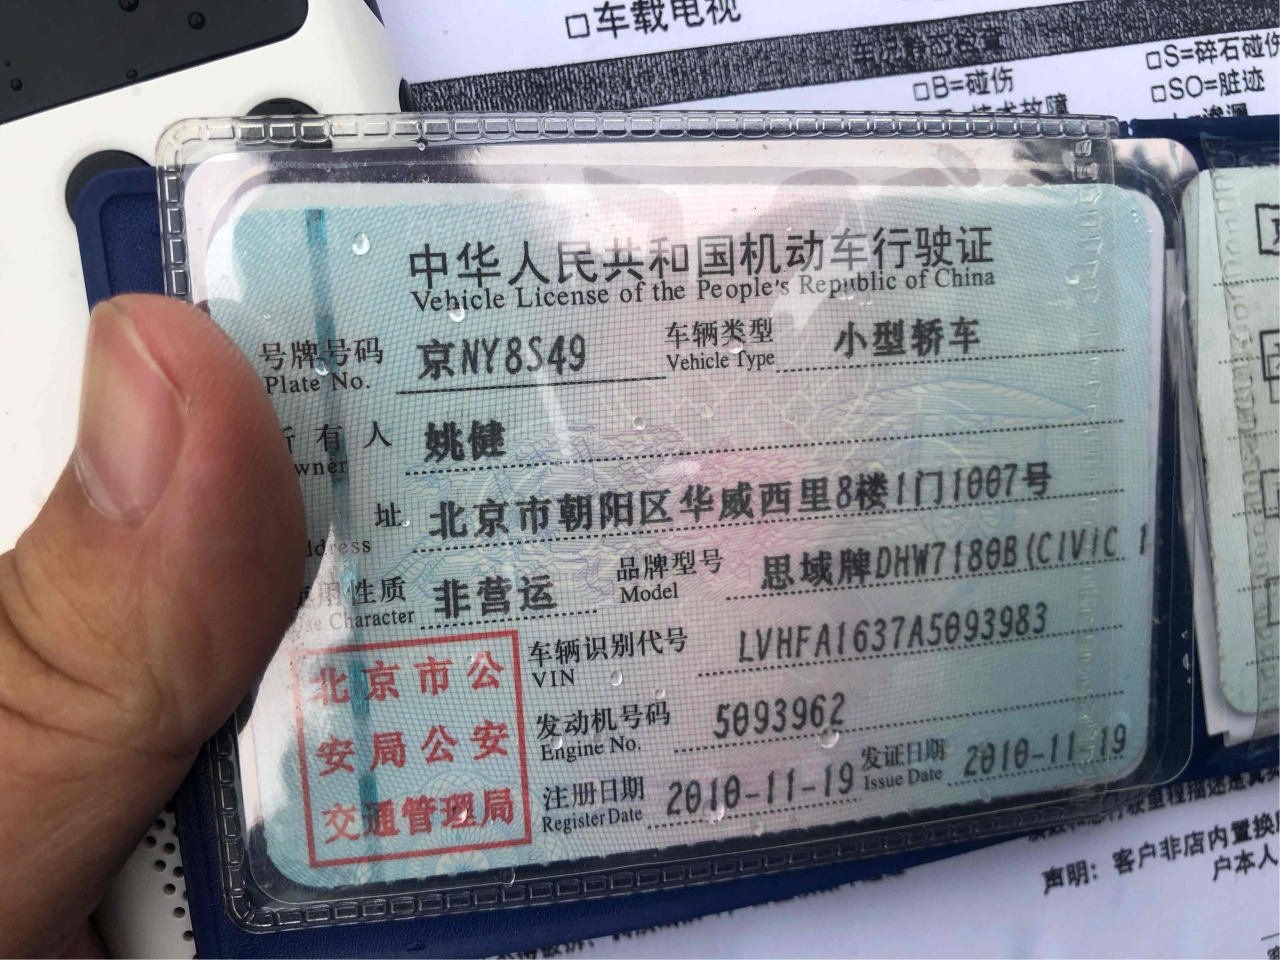 □车载电视
□S=碎石碰伤
□B=碰伤
□SO=脏迹
中华人民共和国机动车行驶证
Vehicle License of the People's Republic of China
号牌号码 京NY8S49 车辆类型 小型轿车
Plate No. Vehicle Type
所有人 姚健
Owner
址 北京市朝阳区华威西里8楼1门1007号
Address
使用性质 非营运 品牌型号 思域牌DHW7180B(CIVIC 1
Use Character Model
北京市公
安局公安
交通管理局
车辆识别代号 LVHFA1637A5093983
VIN
发动机号码 5093962
Engine No.
发证日期 2010-11-19
Issue Date
注册日期 2010-11-19
Register Date
声明：客户非店内置换
户本人